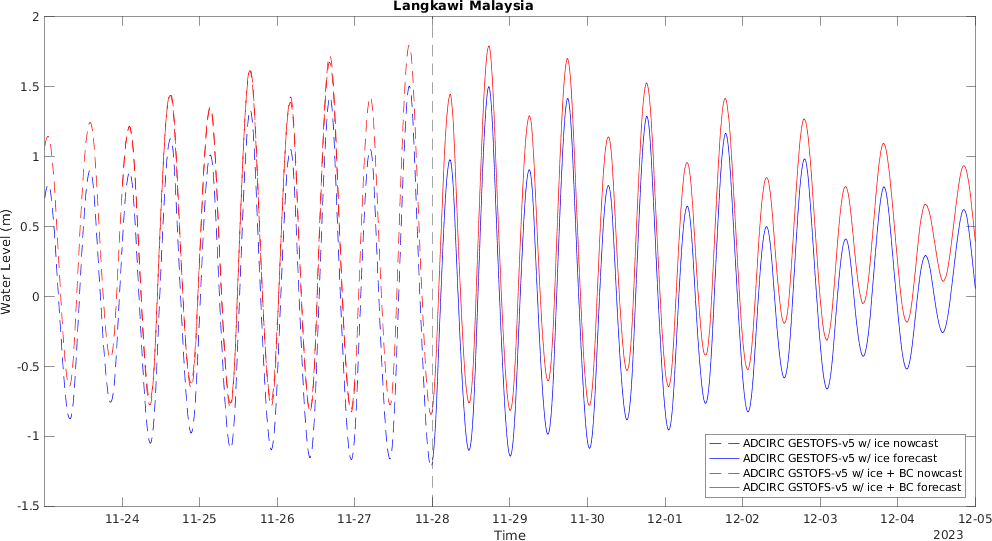 Langkawi Malaysia
2
1.5
1
0.5
0
-0.5
-1
-1.5
Water Level (m)
ADCIRC GESTOFS-v5 w/ ice nowcast
ADCIRC GESTOFS-v5 w/ ice forecast
ADCIRC GSTOFS-v5 w/ ice + BC nowcast
ADCIRC GSTOFS-v5 w/ ice + BC forecast
11-24 11-25 11-26 11-27 11-28 11-29 11-30 12-01 12-02 12-03 12-04 12-05
Time 2023